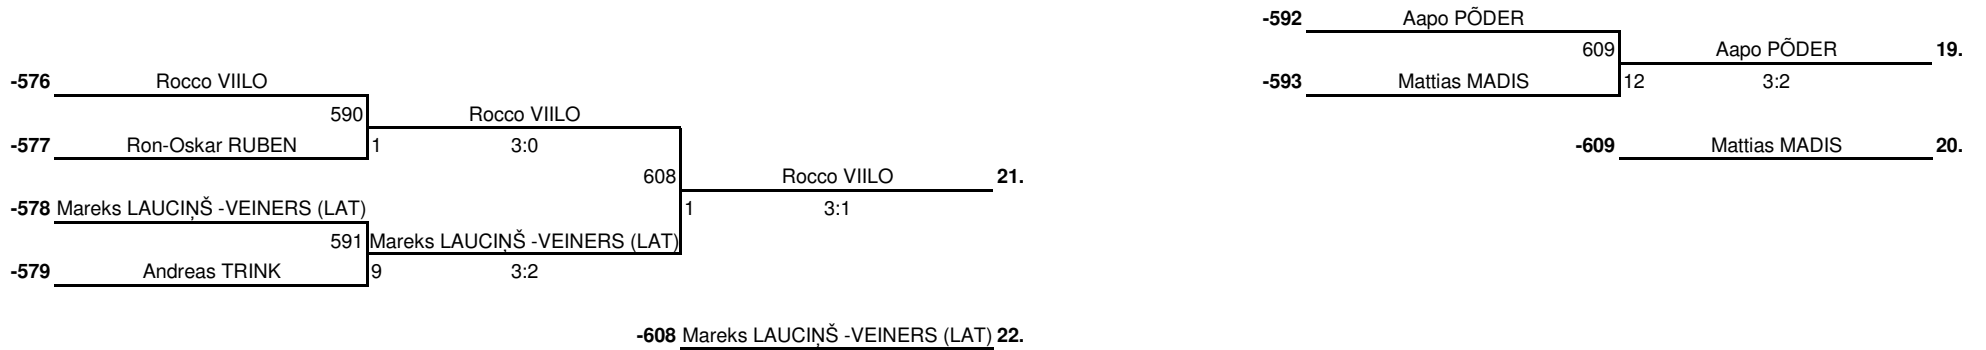 -592 Aapo PÕDER
609 Aapo PÕDER 19.
-576 Rocco VIILO
-593 Mattias MADIS 12 3:2
590 Rocco VIILO
-577 Ron-Oskar RUBEN 1 3:0
-609 Mattias MADIS 20.
608 Rocco VIILO 21.
-578 Mareks LAUCIŅŠ -VEINERS (LAT)
1 3:1
591 Mareks LAUCIŅŠ -VEINERS (LAT)
-579 Andreas TRINK 9 3:2
-608 Mareks LAUCIŅŠ -VEINERS (LAT) 22.